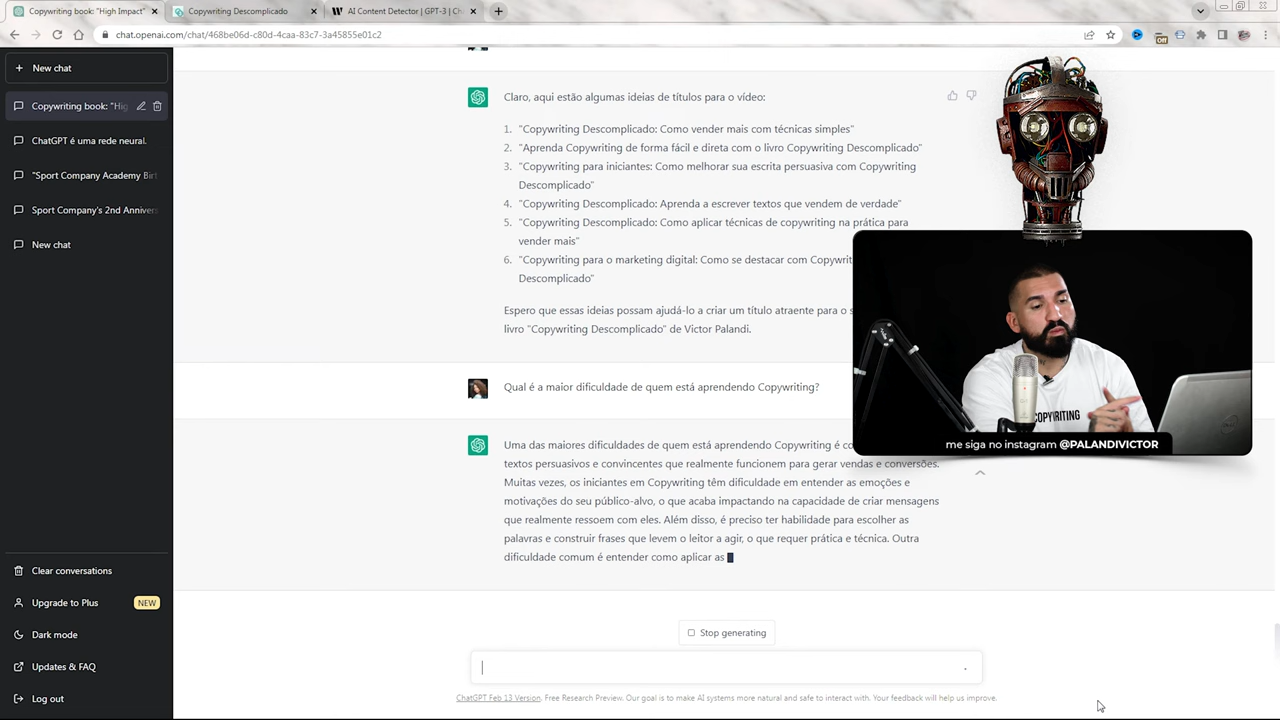 Copywriting book: "High Impact"
Copywriting Descomplicado
AI Content Detector | GPT-3 | Ch
chat.openai.com/chat/468be06d-c80d-4caa-83c7-3a45855e01c2
Off
New chat
Copywriting book: "Hig
ChatGPT é uma rede neural.
"Sport Company Academy Birt
Sport Company's 2nd Anniver
New chat
Clear conversations
Upgrade to Plus
NEW
Dark mode
Updates & FAQ
Log out
Claro, aqui estão algumas ideias de títulos para o vídeo:
1. "Copywriting Descomplicado: Como vender mais com técnicas simples"
2. "Aprenda Copywriting de forma fácil e direta com o livro Copywriting Descomplicado"
3. "Copywriting para iniciantes: Como melhorar sua escrita persuasiva com Copywriting
Descomplicado"
4. "Copywriting Descomplicado: Aprenda a escrever textos que vendem de verdade"
5. "Copywriting Descomplicado: Como aplicar técnicas de copywriting na prática para
vender mais"
6. "Copywriting para o marketing digital: Como se destacar com Copywrit
Descomplicado"
Espero que essas ideias possam ajudá-lo a criar um título atraente para o s
livro "Copywriting Descomplicado" de Victor Palandi.
Qual é a maior dificuldade de quem está aprendendo Copywriting?
Uma das maiores dificuldades de quem está aprendendo Copywriting é co
textos persuasivos e convincentes que realmente funcionem para gerar vendas e conversões.
Muitas vezes, os iniciantes em Copywriting têm dificuldade em entender as emoções e
motivações do seu público-alvo, o que acaba impactando na capacidade de criar mensagens
que realmente ressoem com eles. Além disso, é preciso ter habilidade para escolher as
palavras e construir frases que levem o leitor a agir, o que requer prática e técnica. Outra
dificuldade comum é entender como aplicar as
COPYWRITING
me siga no instagram @PALANDIVICTOR
Stop generating
ChatGPT Feb 13 Version. Free Research Preview. Our goal is to make AI systems more natural and safe to interact with. Your feedback will help us improve.